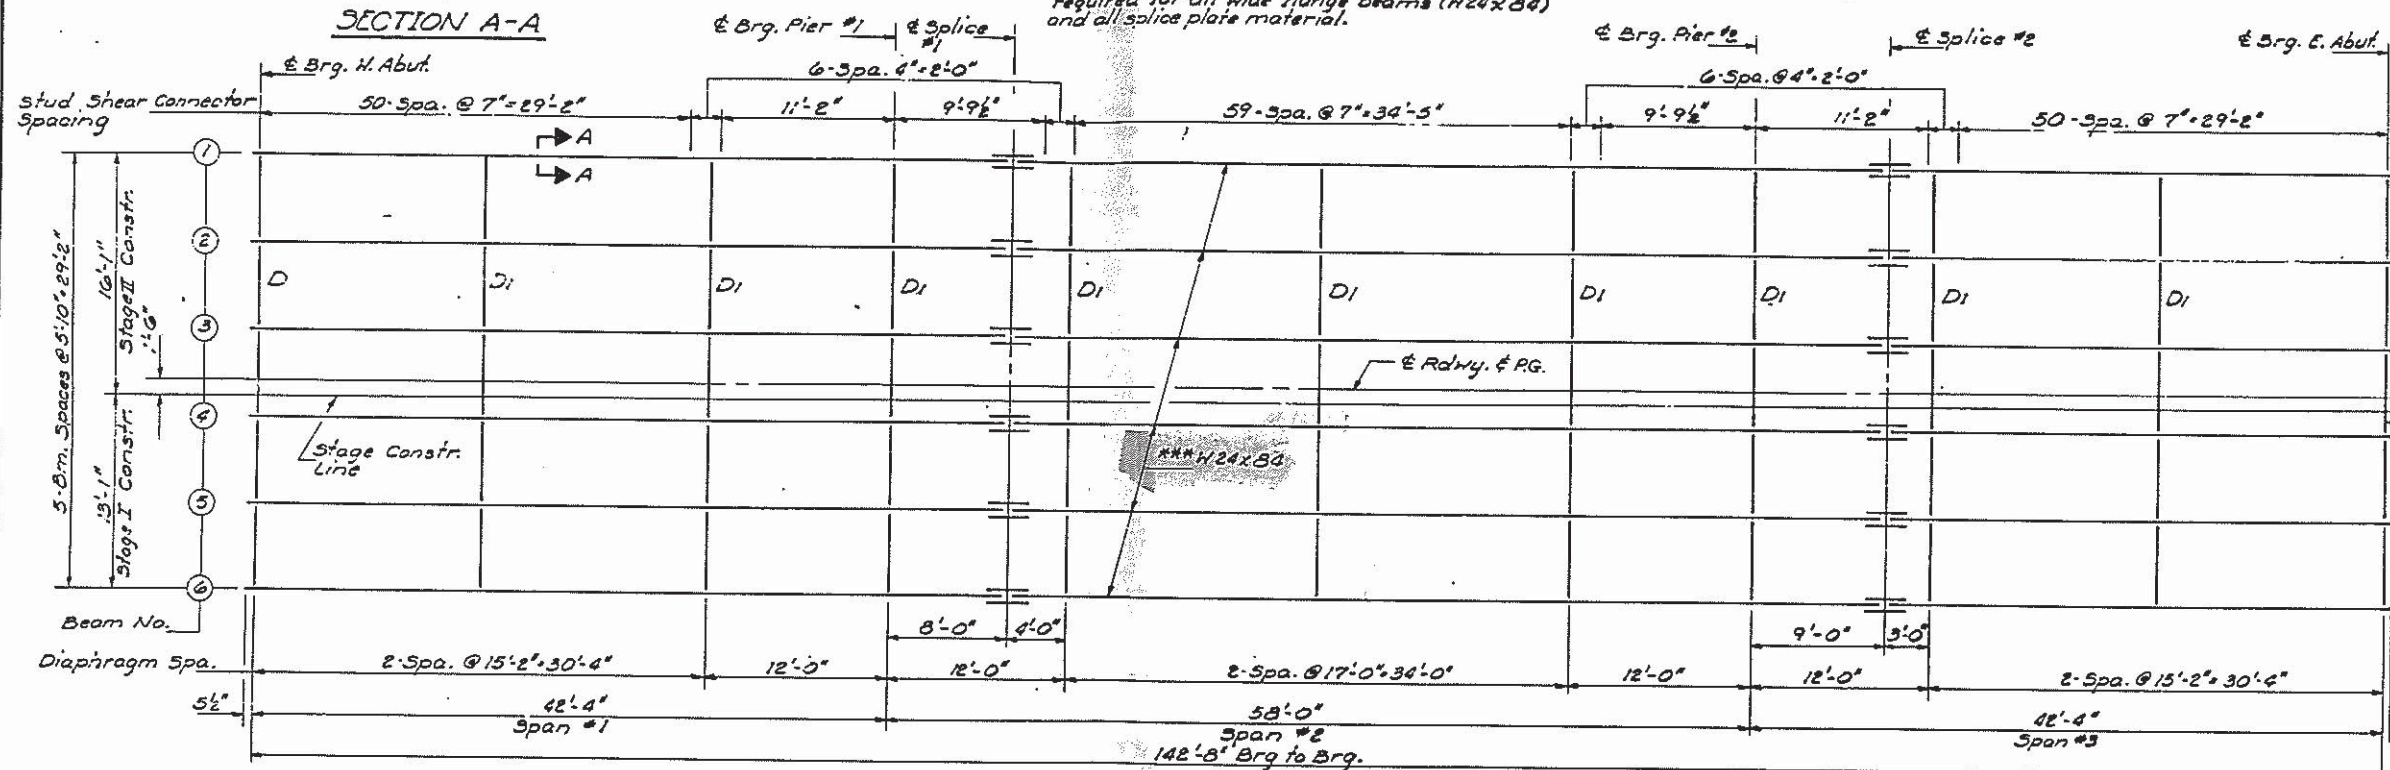 SECTION A-A
required for all wide flange beams (W24x84)
and all splice plate material.
℄ Brg. W. Abut.
℄ Brg. Pier #1
℄ Splice #1
℄ Brg. Pier #2
℄ Splice #2
℄ Brg. E. Abut.
Stud Shear Connector
Spacing
50-Spa. @ 7"=29'-2"
6-Spa. 4"=2'-0"
11'-2"
9'-9½"
59-Spa. @ 7"=34'-5"
6-Spa. @ 4"=2'-0"
9'-9½"
11'-2"
50-Spa. @ 7"=29'-2"
A
A
1
2
3
4
5
6
5-Bm. Spaces @ 5'-10"=29'-2"
16'-1"
Stage II Constr.
1'-6"
13'-1"
Stage I Constr.
D
D1
D1
D1
D1
D1
D1
D1
D1
D1
℄ Rdwy. & P.G.
Stage Constr.
Line
***W24x84
Beam No.
8'-0"
4'-0"
9'-0"
3'-0"
Diaphragm Spa.
2-Spa. @ 15'-2"=30'-4"
12'-0"
12'-0"
2-Spa. @ 17'-0"=34'-0"
12'-0"
12'-0"
2-Spa. @ 15'-2"=30'-4"
5½"
42'-4"
Span #1
58'-0"
Span #2
42'-4"
Span #3
142'-8" Brg to Brg.